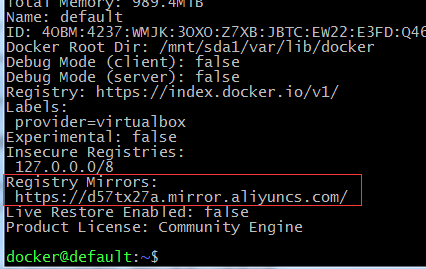 Total Memory: 989.4MiB
Name: default
ID: 4OBM:4237:WMJK:3OXO:Z7XB:JBTC:EW22:E3FD:Q46
Docker Root Dir: /mnt/sda1/var/lib/docker
Debug Mode (client): false
Debug Mode (server): false
Registry: https://index.docker.io/v1/
Labels:
 provider=virtualbox
Experimental: false
Insecure Registries:
 127.0.0.0/8
Registry Mirrors:
 https://d57tx27a.mirror.aliyuncs.com/
Live Restore Enabled: false
Product License: Community Engine
docker@default:~$